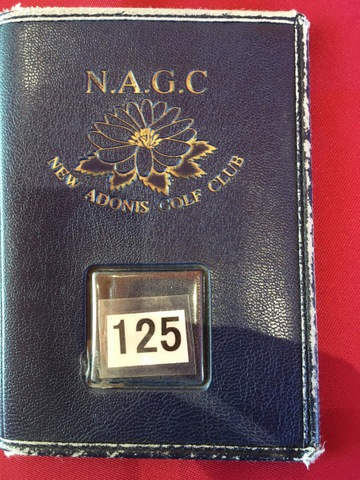 N.A.G.C
NEW ADONIS GOLF CLUB
125